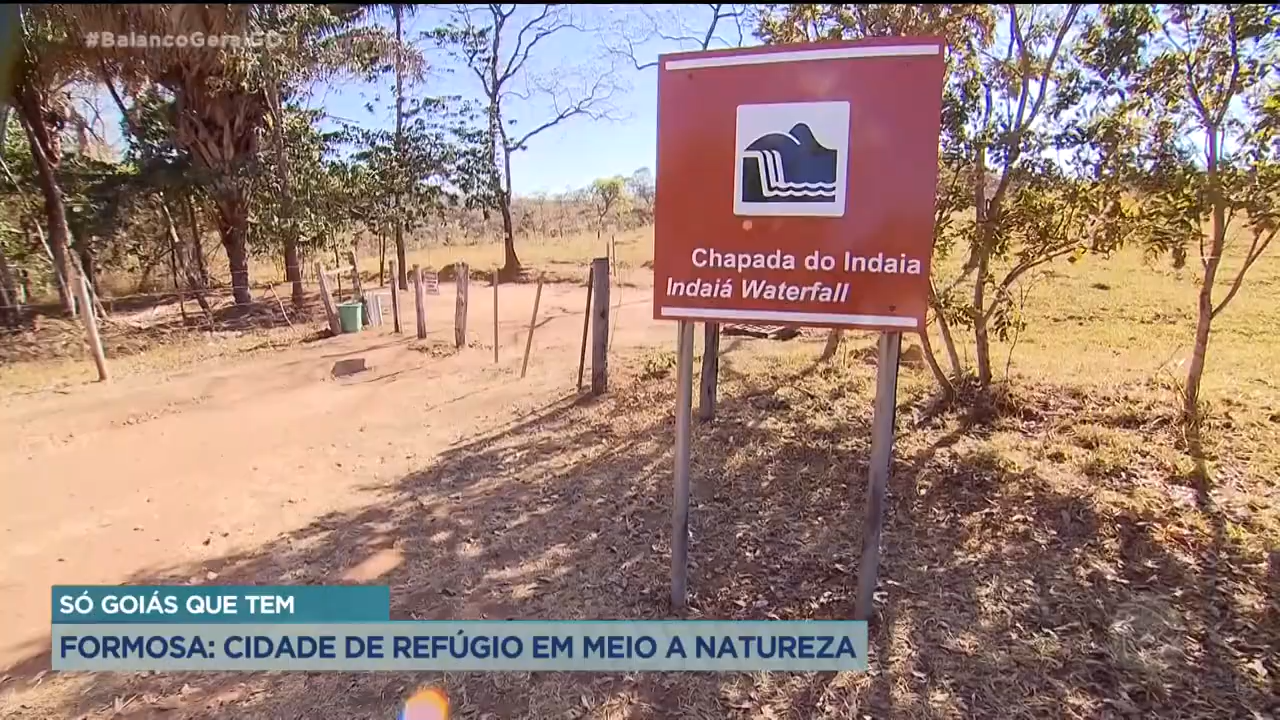 #BalancoGeralGO
Chapada do Indaia
Indaiá Waterfall
SÓ GOIÁS QUE TEM
FORMOSA: CIDADE DE REFÚGIO EM MEIO A NATUREZA